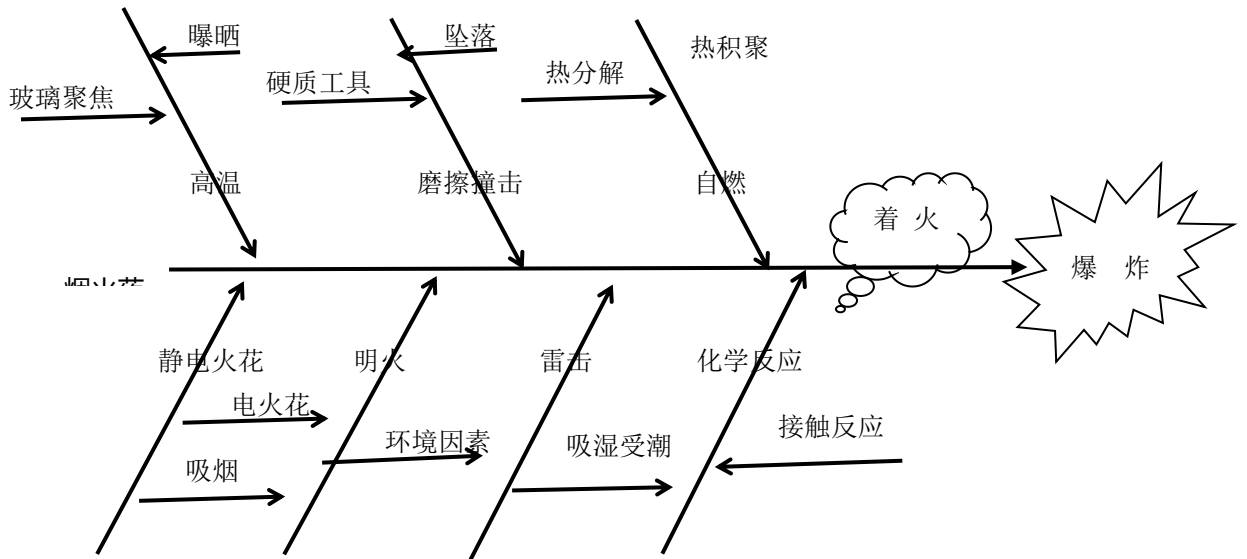 曝晒
坠落
热积聚
热分解
硬质工具
玻璃聚焦
高温
磨擦撞击
自燃
着 火
爆 炸
静电火花
明火
雷击
化学反应
电火花
接触反应
环境因素
吸湿受潮
吸烟